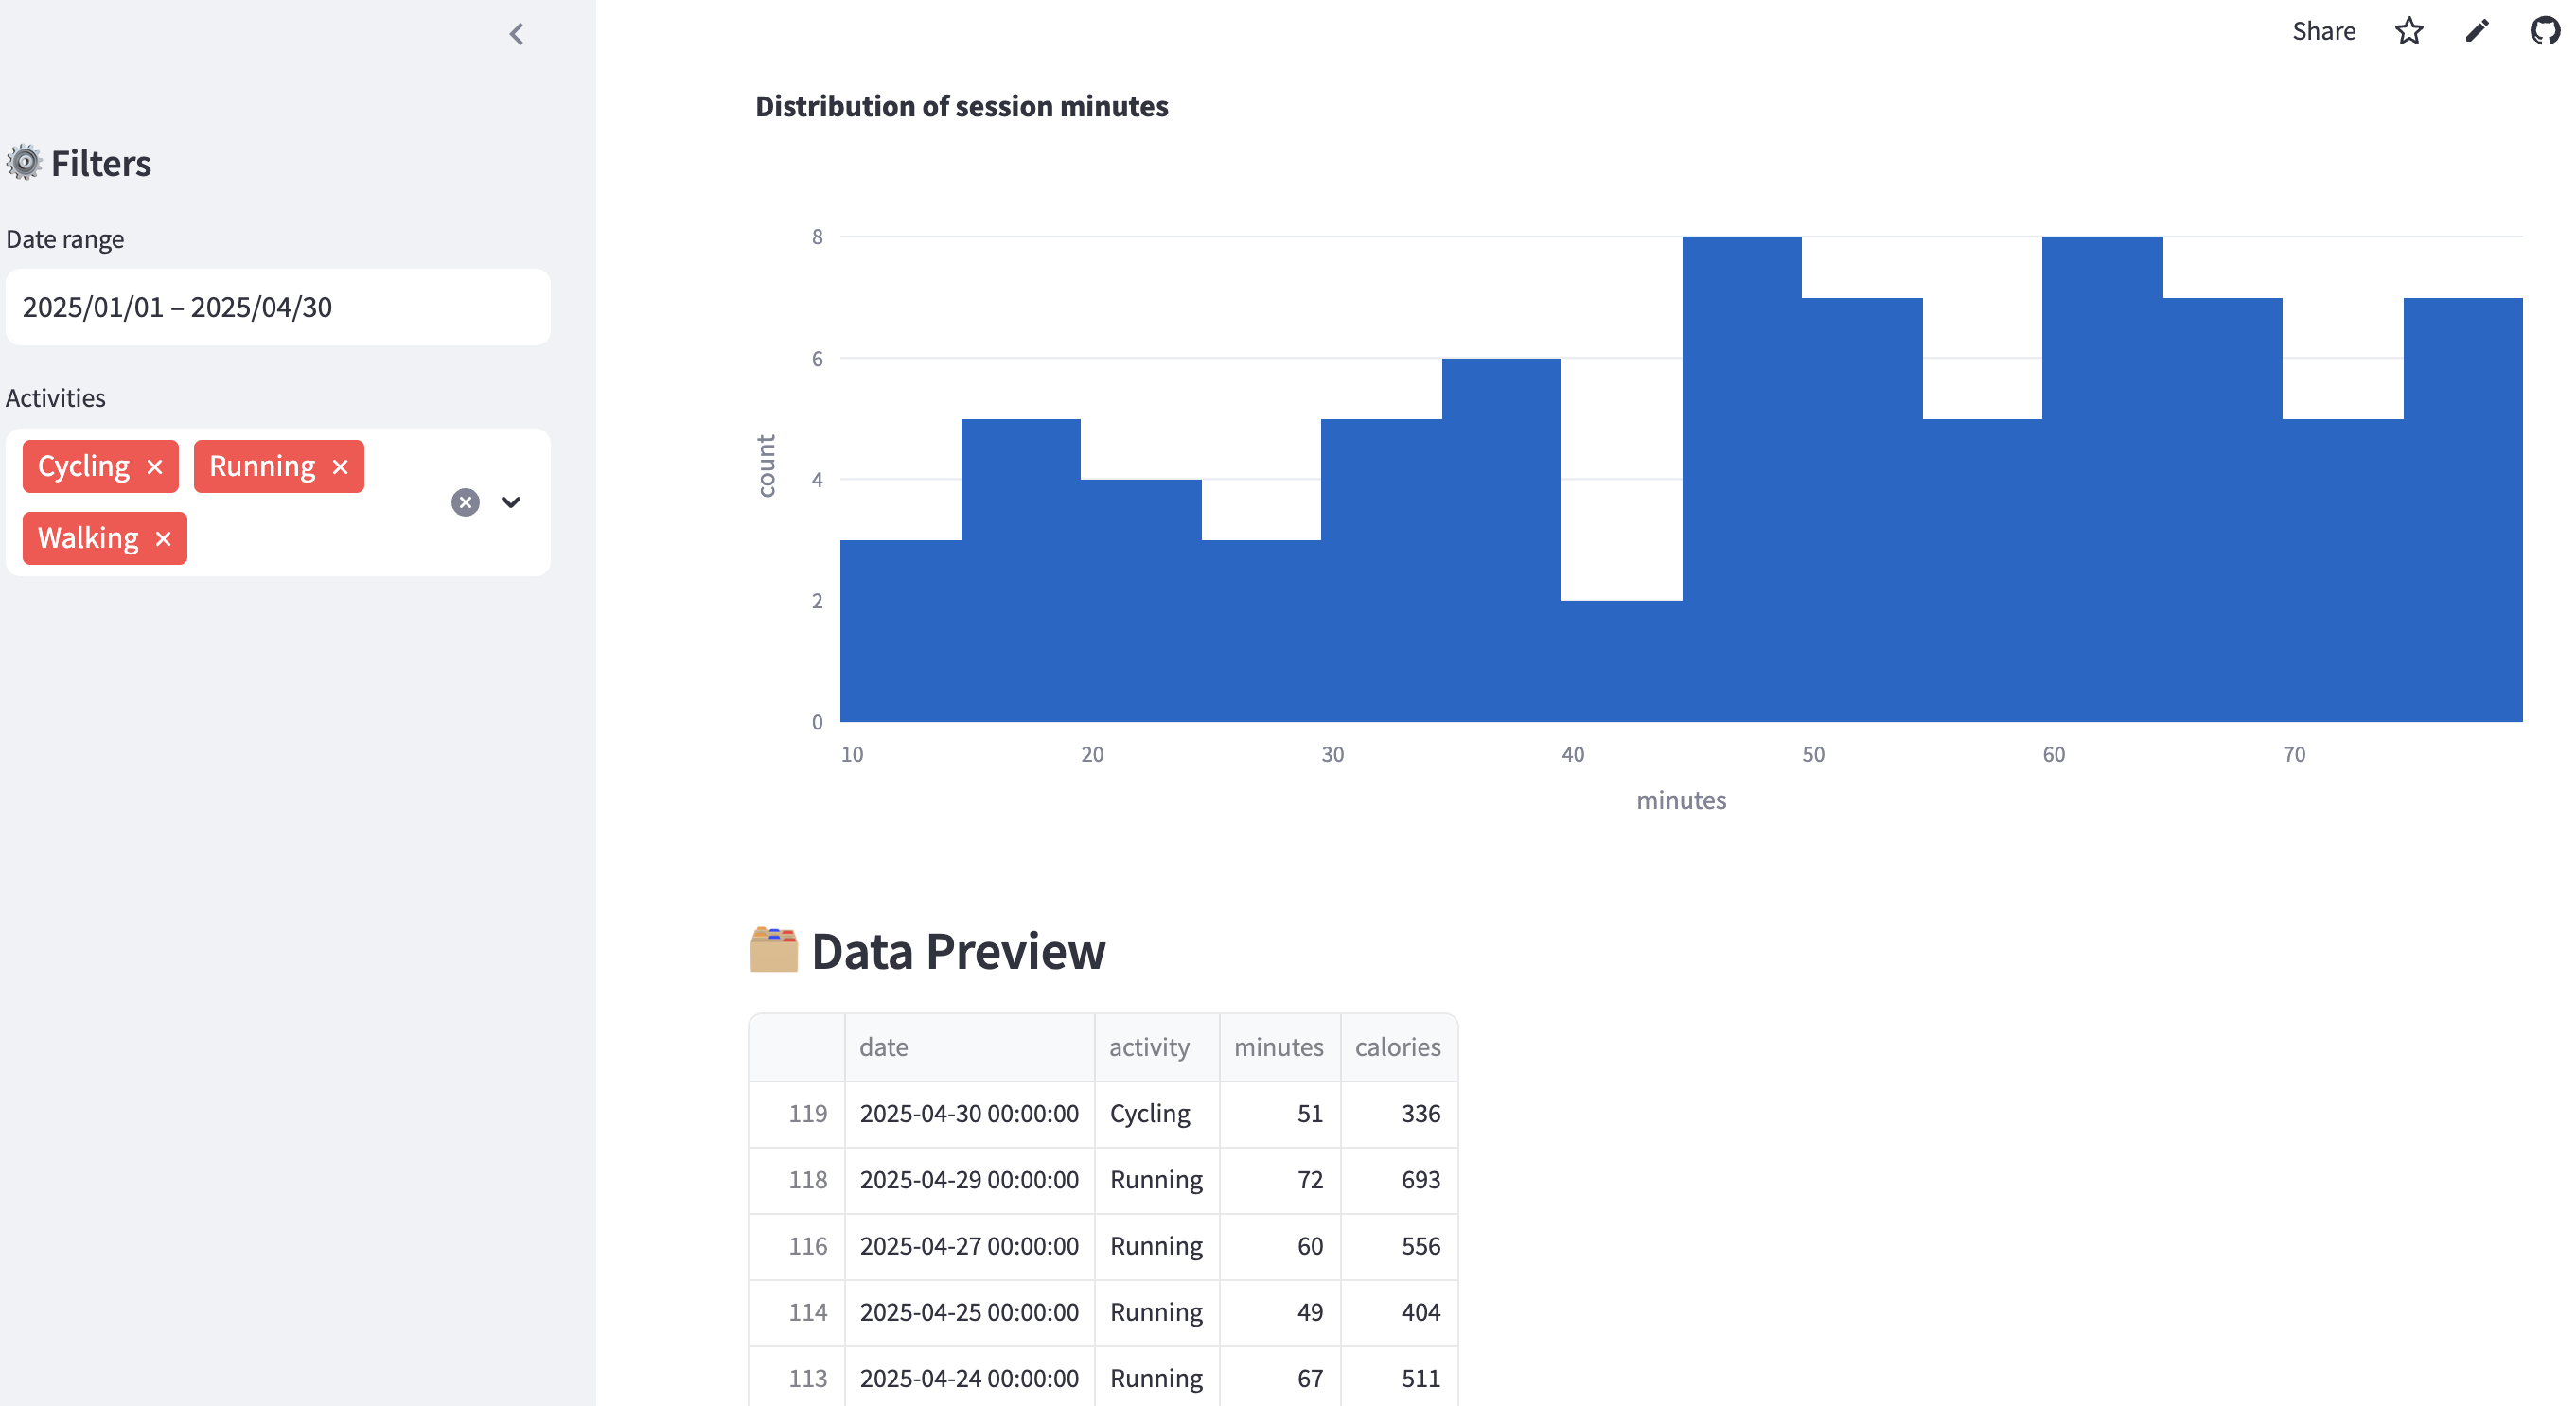 Share
⚙️ Filters
Date range
2025/01/01 – 2025/04/30
Activities
Cycling × Running ×
Walking ×
Distribution of session minutes
8
6
4
2
0
count
10 20 30 40 50 60 70
minutes
🗂️ Data Preview
date activity minutes calories
119 2025-04-30 00:00:00 Cycling 51 336
118 2025-04-29 00:00:00 Running 72 693
116 2025-04-27 00:00:00 Running 60 556
114 2025-04-25 00:00:00 Running 49 404
113 2025-04-24 00:00:00 Running 67 511